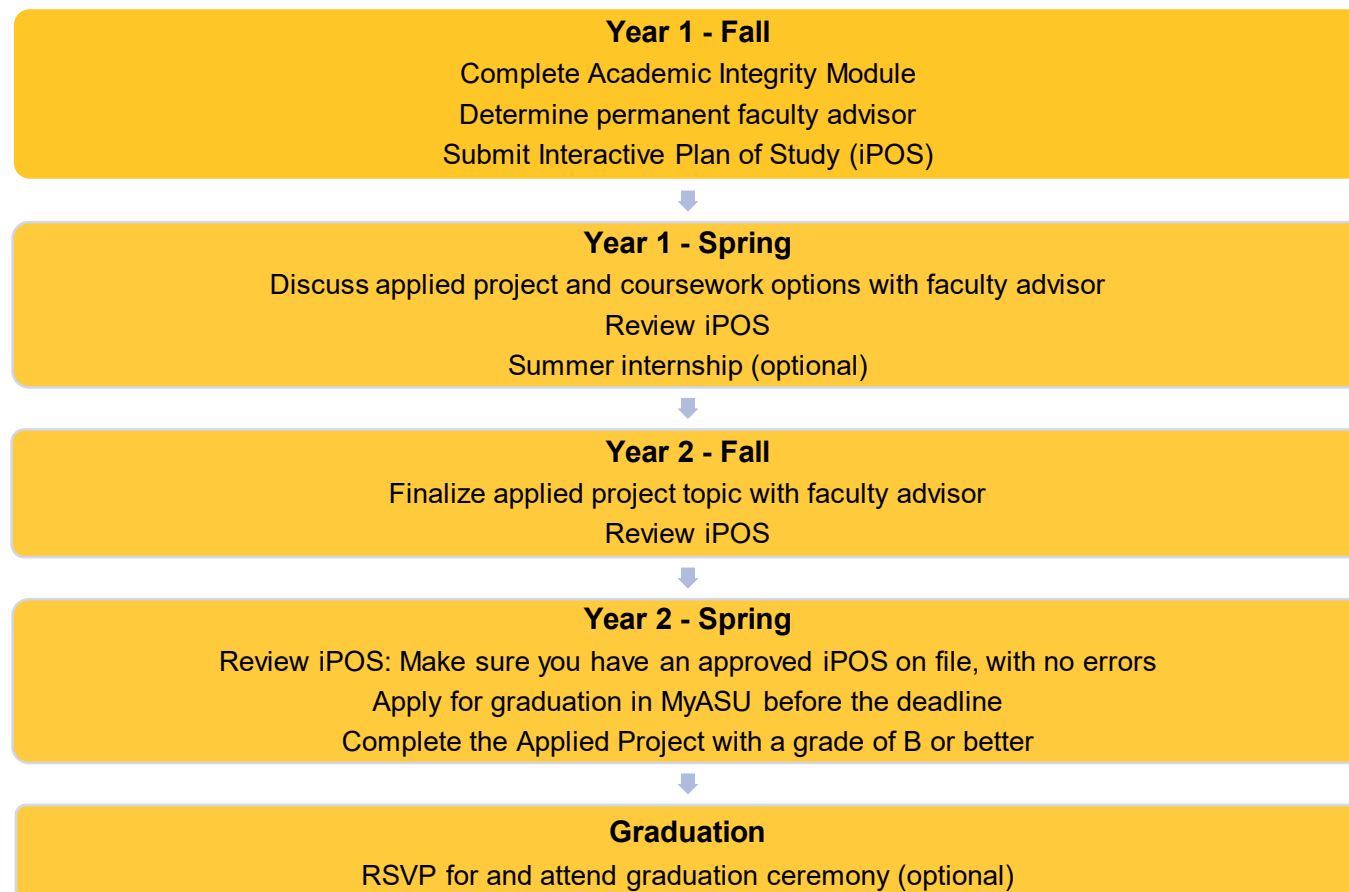 Year 1 - Fall
Complete Academic Integrity Module
Determine permanent faculty advisor
Submit Interactive Plan of Study (iPOS)
Year 1 - Spring
Discuss applied project and coursework options with faculty advisor
Review iPOS
Summer internship (optional)
Year 2 - Fall
Finalize applied project topic with faculty advisor
Review iPOS
Year 2 - Spring
Review iPOS: Make sure you have an approved iPOS on file, with no errors
Apply for graduation in MyASU before the deadline
Complete the Applied Project with a grade of B or better
Graduation
RSVP for and attend graduation ceremony (optional)